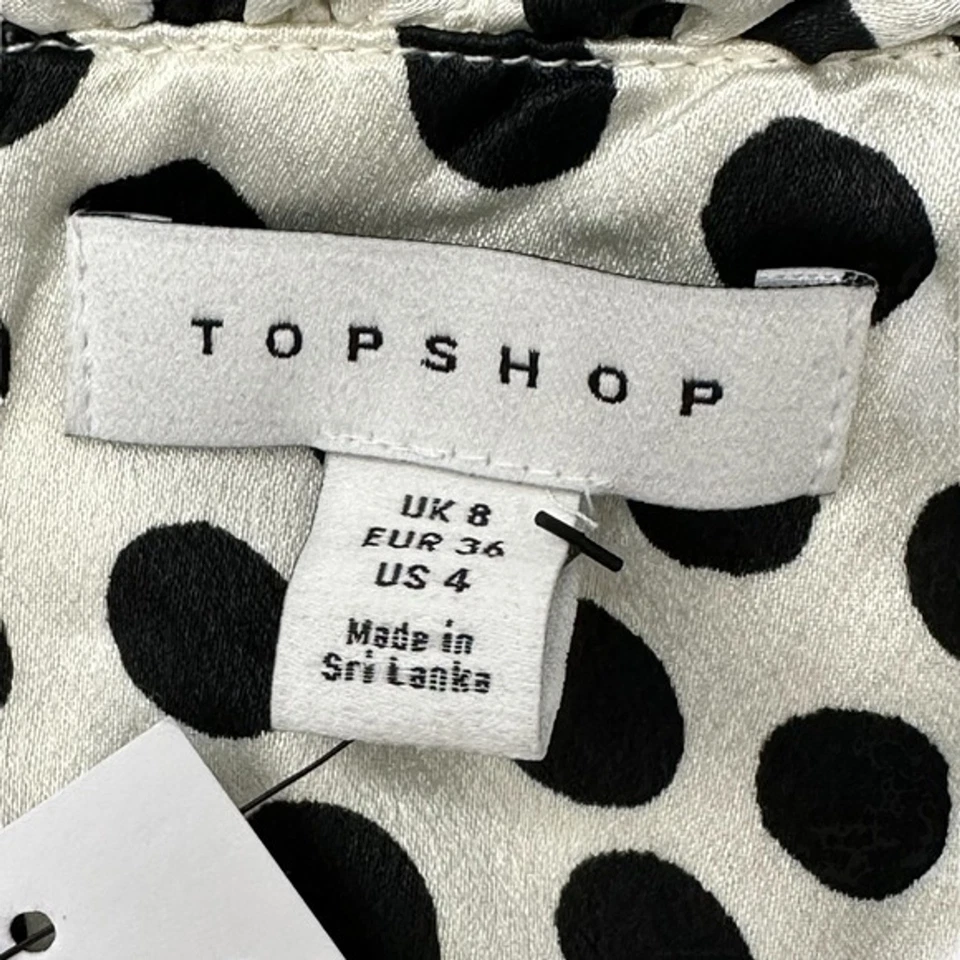 TOPSHOP
UK 8
EUR 36
US 4
Made in
Sri Lanka